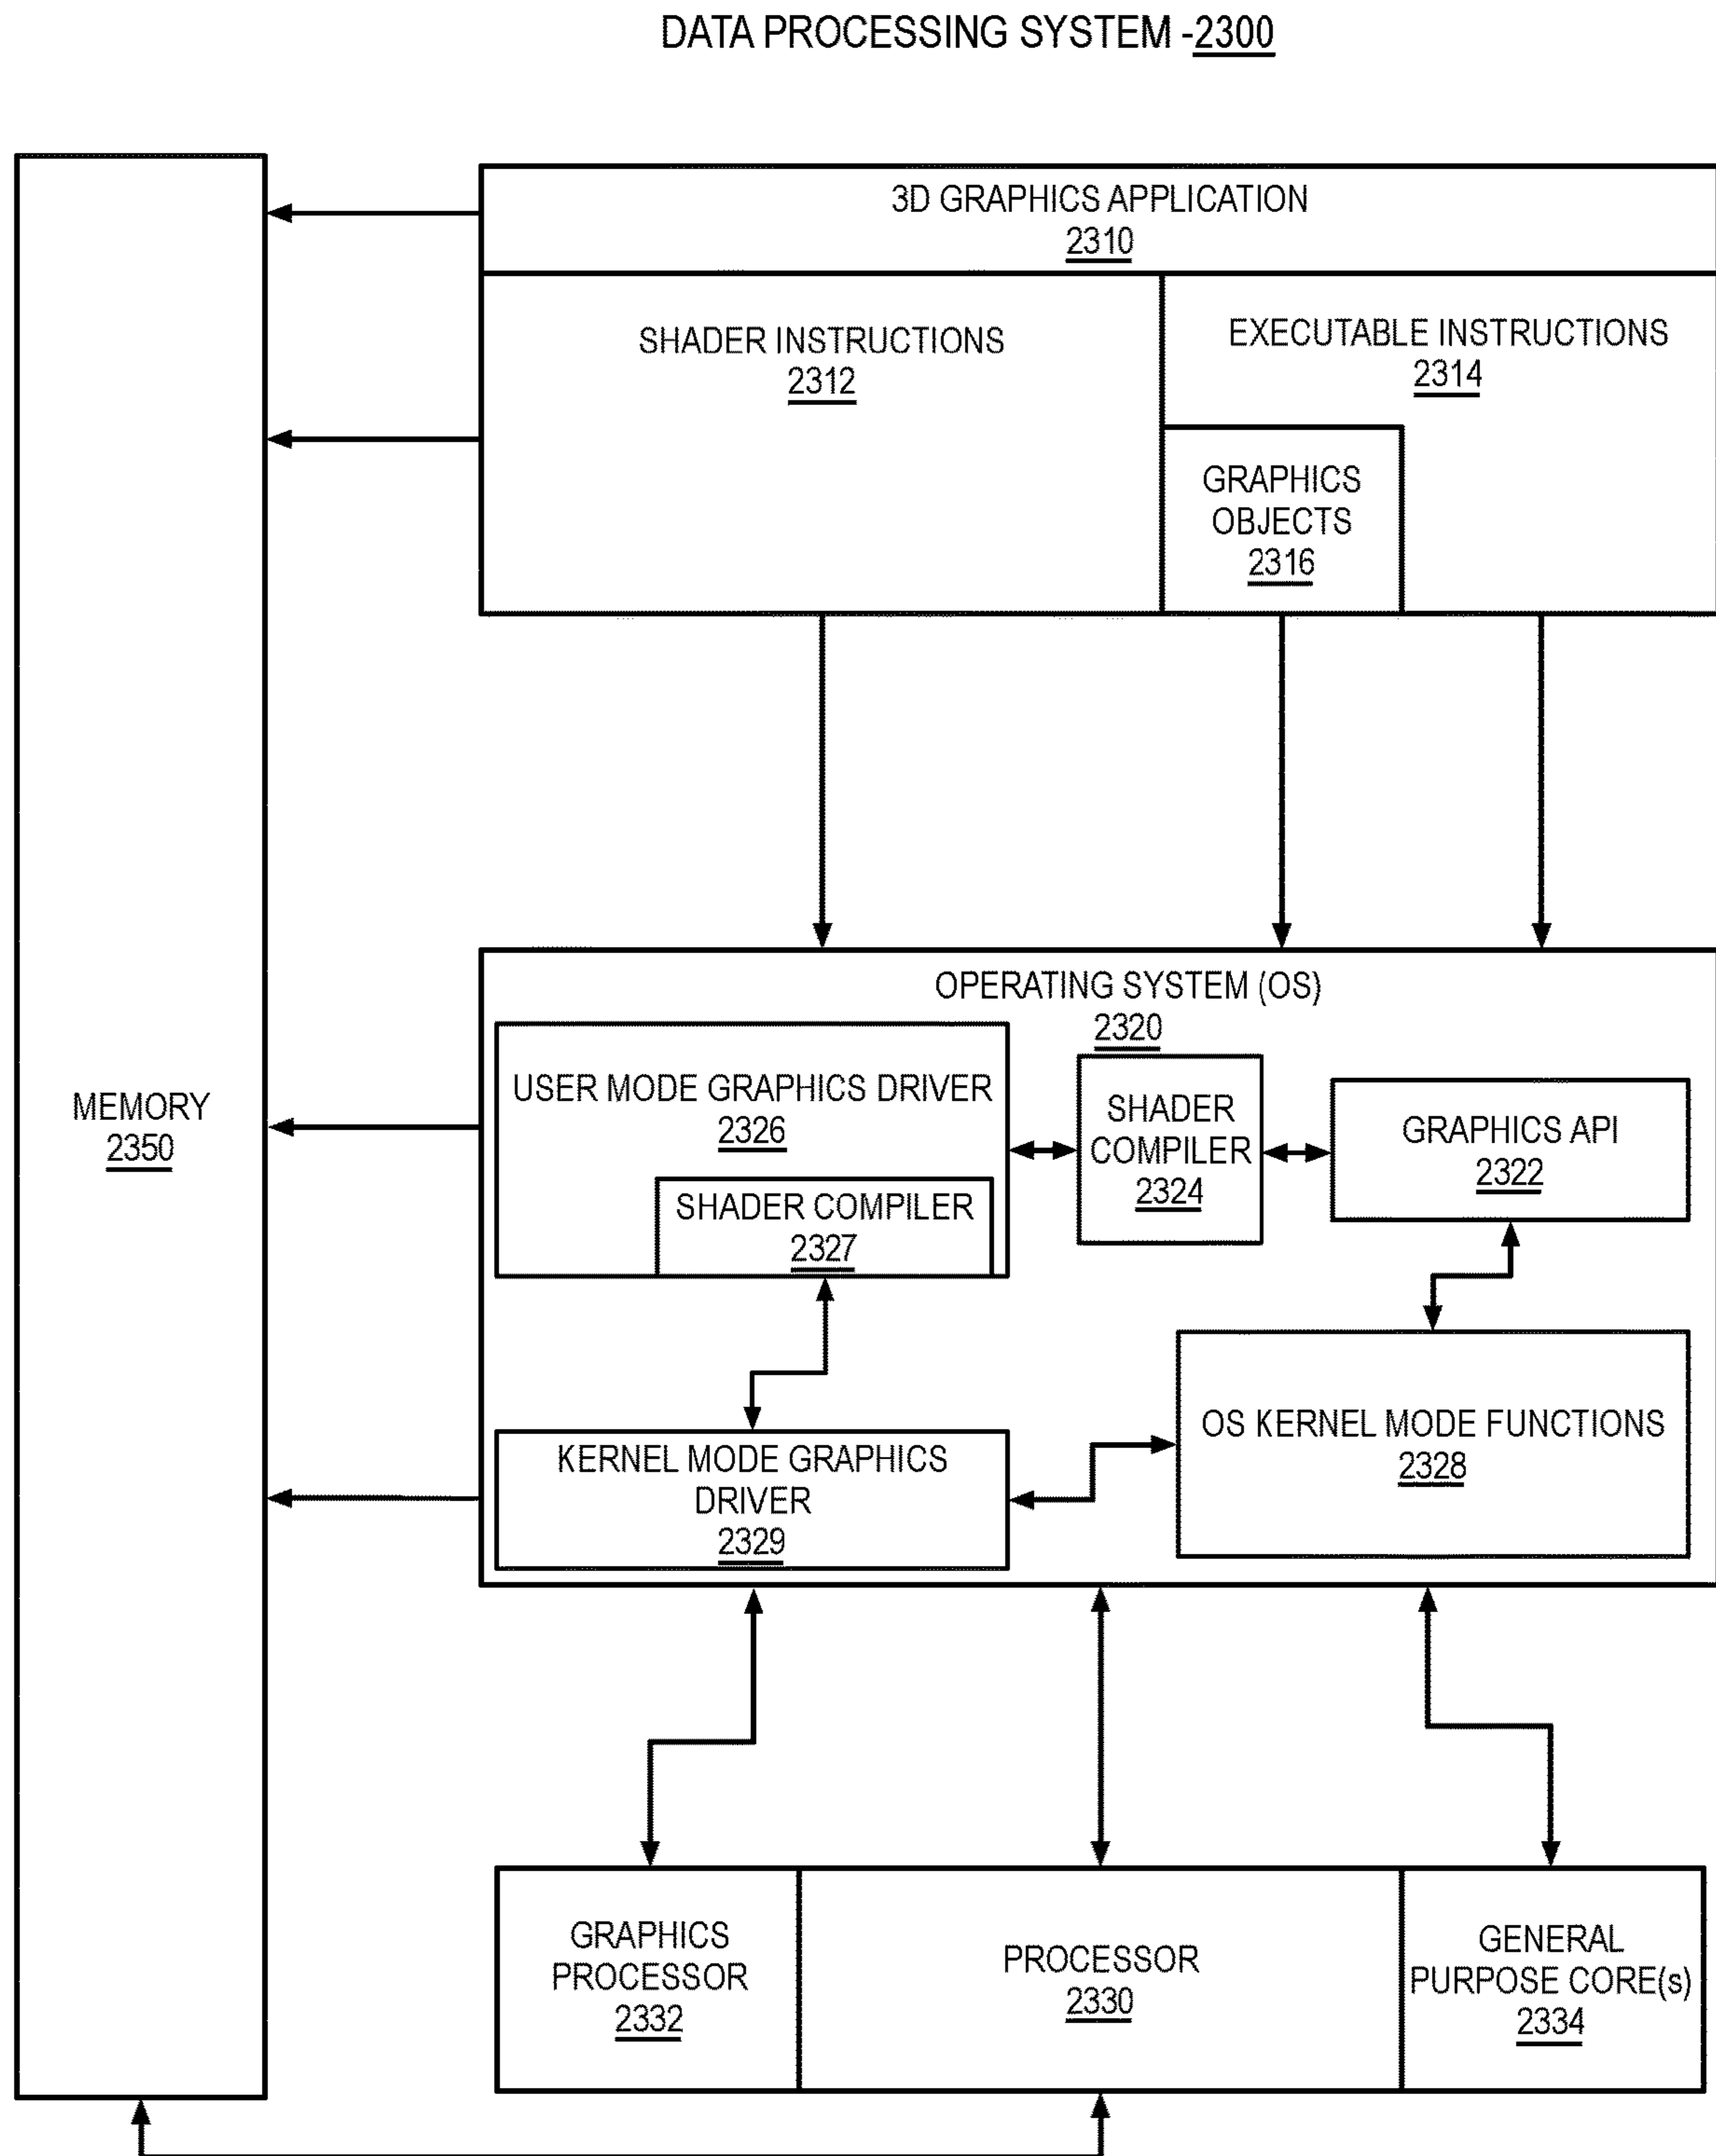 DATA PROCESSING SYSTEM -2300
3D GRAPHICS APPLICATION
2310
SHADER INSTRUCTIONS
2312
EXECUTABLE INSTRUCTIONS
2314
GRAPHICS
OBJECTS
2316
MEMORY
2350
OPERATING SYSTEM (OS)
2320
USER MODE GRAPHICS DRIVER
2326
SHADER COMPILER
2327
SHADER
COMPILER
2324
GRAPHICS API
2322
KERNEL MODE GRAPHICS
DRIVER
2329
OS KERNEL MODE FUNCTIONS
2328
GRAPHICS
PROCESSOR
2332
PROCESSOR
2330
GENERAL
PURPOSE CORE(s)
2334